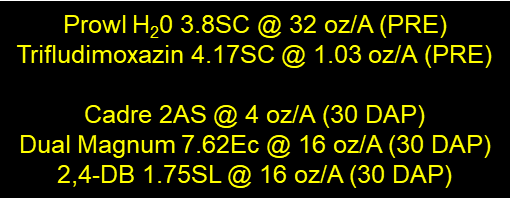 Prowl H₂0 3.8SC @ 32 oz/A (PRE)
Trifludimoxazin 4.17SC @ 1.03 oz/A (PRE)
Cadre 2AS @ 4 oz/A (30 DAP)
Dual Magnum 7.62Ec @ 16 oz/A (30 DAP)
2,4-DB 1.75SL @ 16 oz/A (30 DAP)